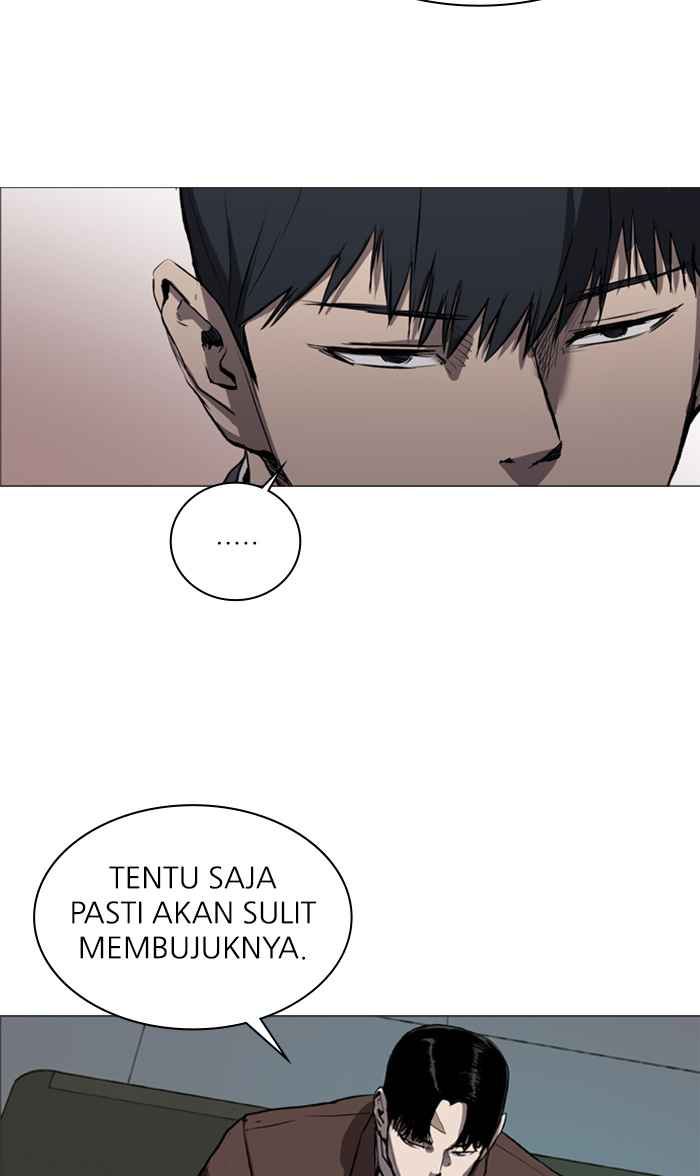 .....
TENTU SAJA
PASTI AKAN SULIT
MEMBUJUKNYA.